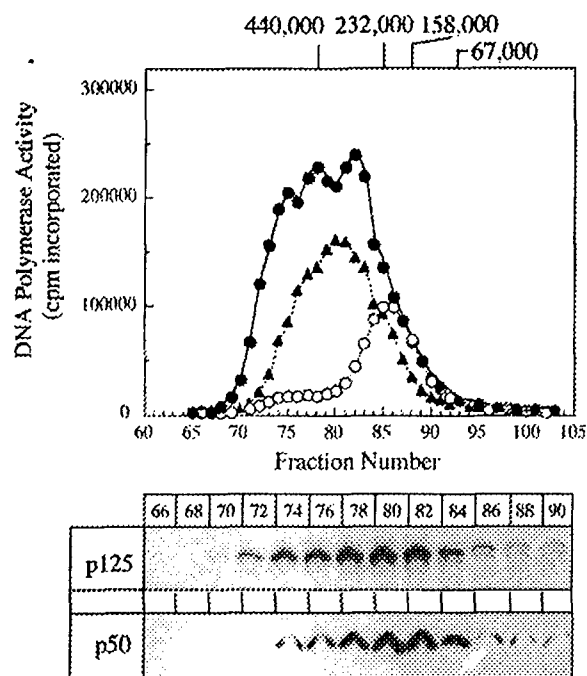 440,000 232,000 158,000
67,000
300000
200000
100000
0
DNA Polymerase Activity
(cpm incorporated)
60 65 70 75 80 85 90 95 100 105
Fraction Number
66 68 70 72 74 76 78 80 82 84 86 88 90
p125
p50